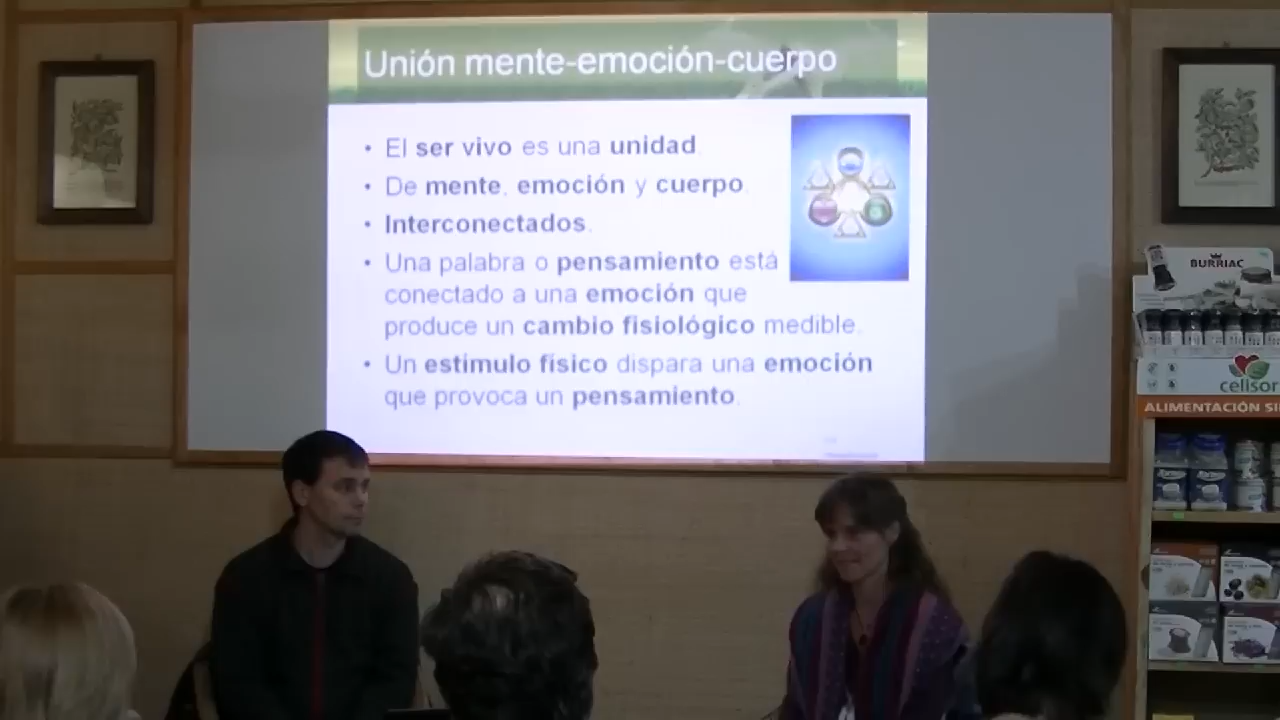 Unión mente-emoción-cuerpo
• El ser vivo es una unidad.
• De mente, emoción y cuerpo.
• Interconectados.
• Una palabra o pensamiento está
conectado a una emoción que
produce un cambio fisiológico medible.
• Un estimulo físico dispara una emoción
que provoca un pensamiento.
BURRIAC
celisor
ALIMENTACIÓN SI